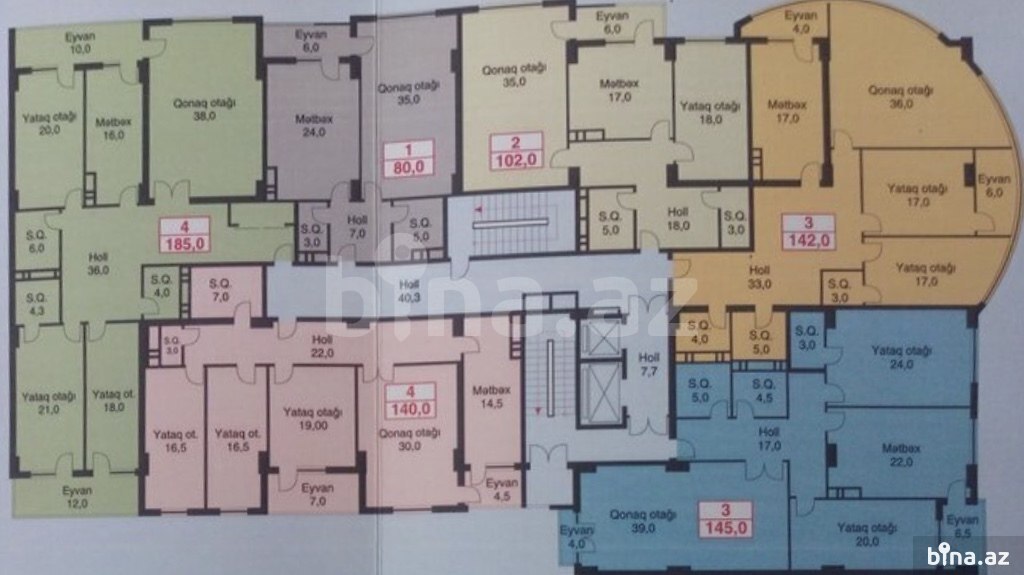 Eyvan
10,0
Yataq otağı
20,0
Mətbəx
16,0
Qonaq otağı
38,0
4
185,0
S.Q.
6,0
Holl
36,0
S.Q.
4,3
S.Q.
4,0
Yataq otağı
21,0
Yataq ot.
18,0
Eyvan
12,0
Eyvan
6,0
Mətbəx
24,0
Qonaq otağı
35,0
1
80,0
S.Q.
3,0
Holl
7,0
S.Q.
5,0
Qonaq otağı
35,0
2
102,0
Eyvan
6,0
Mətbəx
17,0
Yataq otağı
18,0
S.Q.
5,0
Holl
18,0
S.Q.
3,0
Eyvan
4,0
Mətbəx
17,0
Qonaq otağı
36,0
Yataq otağı
17,0
Eyvan
6,0
3
142,0
Yataq otağı
17,0
Holl
33,0
S.Q.
3,0
S.Q.
4,0
S.Q.
5,0
Holl
40,3
Holl
7,7
S.Q.
7,0
S.Q.
3,0
Holl
22,0
Yataq ot.
16,5
Yataq ot.
16,5
Yataq otağı
19,00
4
140,0
Qonaq otağı
30,0
Mətbəx
14,5
Eyvan
7,0
Eyvan
4,5
S.Q.
3,0
Yataq otağı
24,0
S.Q.
5,0
S.Q.
4,5
Holl
17,0
Mətbəx
22,0
Qonaq otağı
39,0
3
145,0
Eyvan
4,0
Yataq otağı
20,0
Eyvan
6,5
bina.az
bina.az